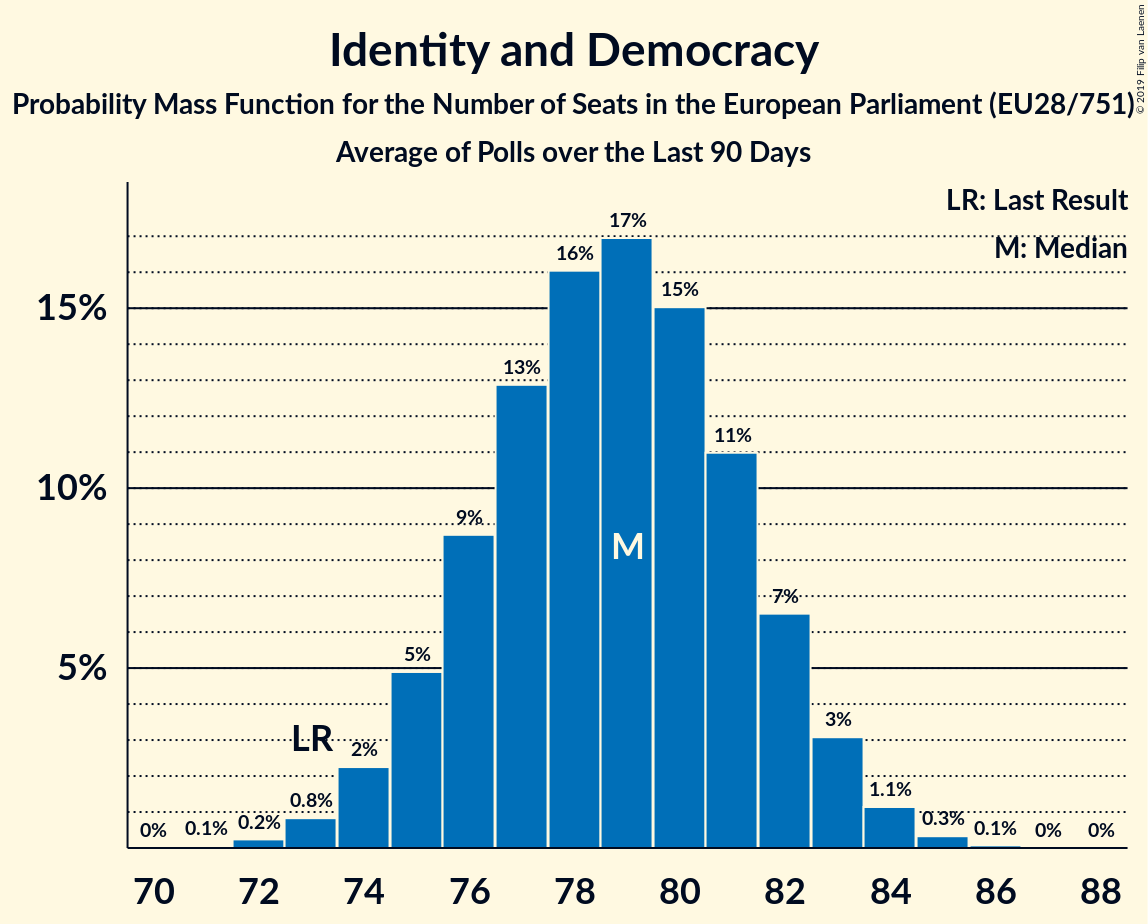 Identity and Democracy
Probability Mass Function for the Number of Seats in the European Parliament (EU28/751)
Average of Polls over the Last 90 Days
© 2019 Filip van Laenen
LR: Last Result
M: Median
15%
10%
5%
0%
0.1%
0.2%
0.8%
LR
2%
5%
9%
13%
16%
17%
M
15%
11%
7%
3%
1.1%
0.3%
0.1%
0%
0%
70 72 74 76 78 80 82 84 86 88